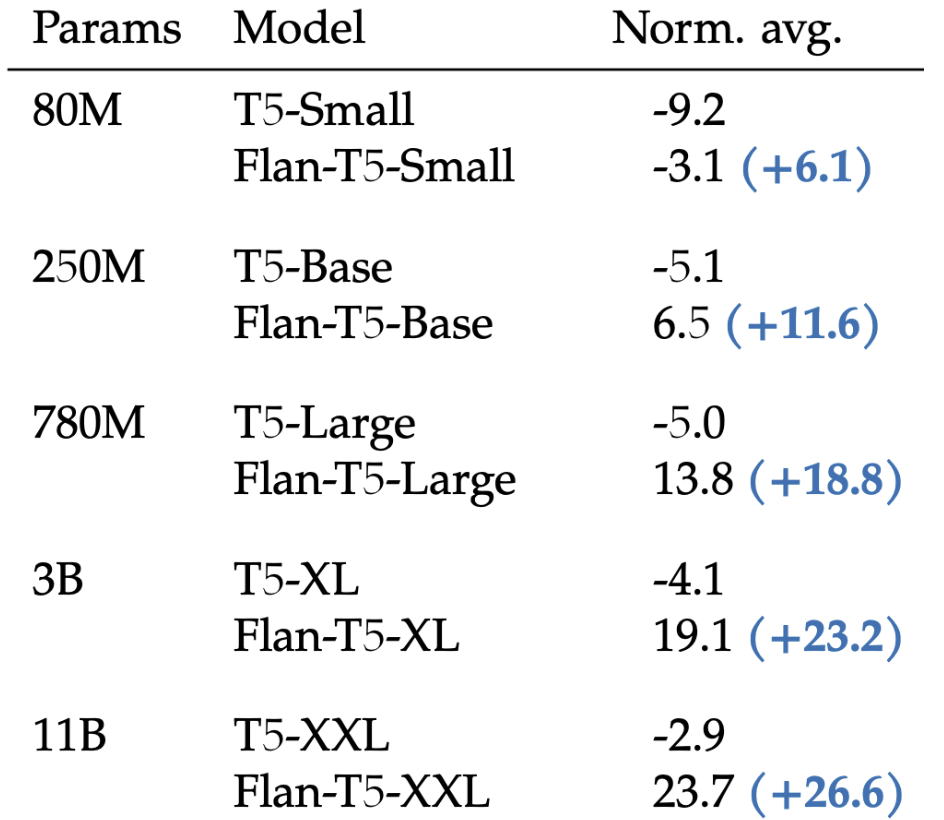 Params Model Norm. avg.
80M T5-Small -9.2
Flan-T5-Small -3.1 (+6.1)
250M T5-Base -5.1
Flan-T5-Base 6.5 (+11.6)
780M T5-Large -5.0
Flan-T5-Large 13.8 (+18.8)
3B T5-XL -4.1
Flan-T5-XL 19.1 (+23.2)
11B T5-XXL -2.9
Flan-T5-XXL 23.7 (+26.6)